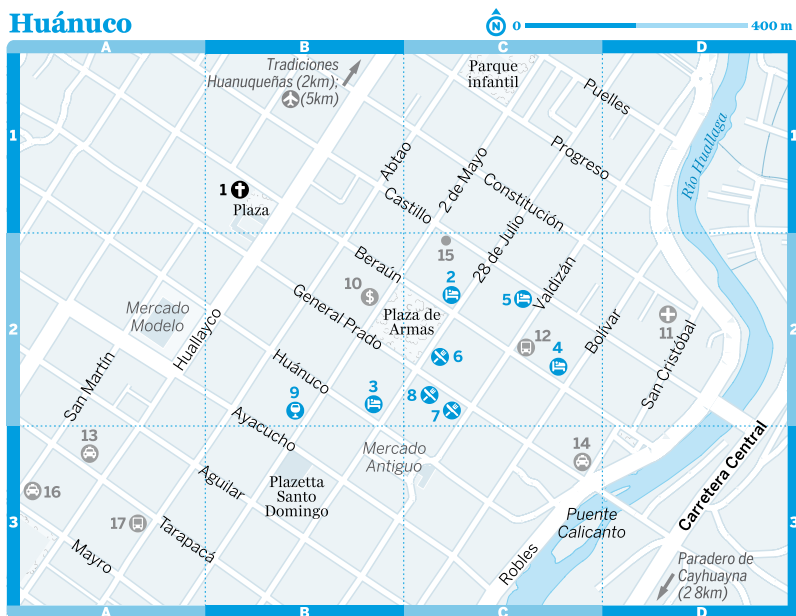 Huánuco
N
0
400 m
A
B
C
D
Tradiciones
Huanuqueñas (2km);
(5km)
Parque
infantil
Puelles
1
1
Abtao
2 de Mayo
Progreso
Río Huallaga
1
Plaza
Castillo
Constitución
15
28 de Julio
Beraún
10
$
2
5
Valdizán
General Prado
Plaza de
Armas
Mercado
Modelo
2
2
Huallayco
12
4
Bolívar
11
San Cristóbal
6
San Martín
Huánuco
9
3
8
7
Ayacucho
13
Mercado
Antiguo
14
Carretera Central
16
Aguilar
Plazetta
Santo
Domingo
3
3
17
Tarapacá
Puente
Calicanto
Mayro
Robles
Paradero de
Cayhuayna
(2 8km)
A
B
C
D